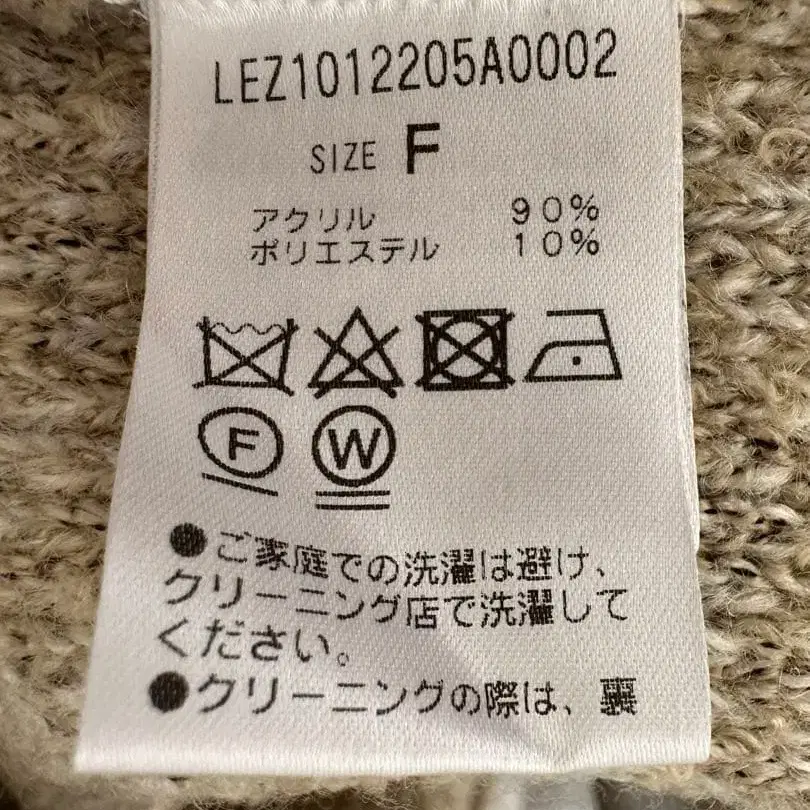 LEZ1012205A0002
SIZE F
アクリル 90%
ポリエステル 10%
F W
●ご家庭での洗濯は避け、
クリーニング店で洗濯して
ください。
●クリーニングの際は、裏